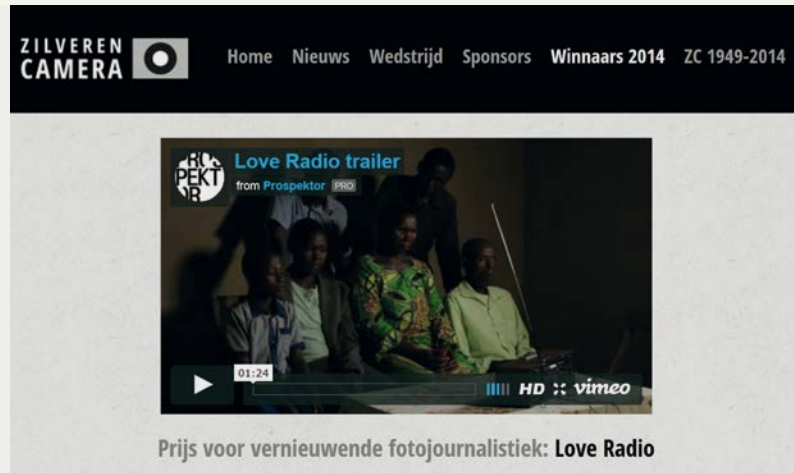 ZILVEREN
CAMERA
Home Nieuws Wedstrijd Sponsors Winnaars 2014 ZC 1949-2014
PROSPEKTOR
Love Radio trailer
from Prospektor PRO
01:24
HD vimeo
Prijs voor vernieuwende fotojournalistiek: Love Radio